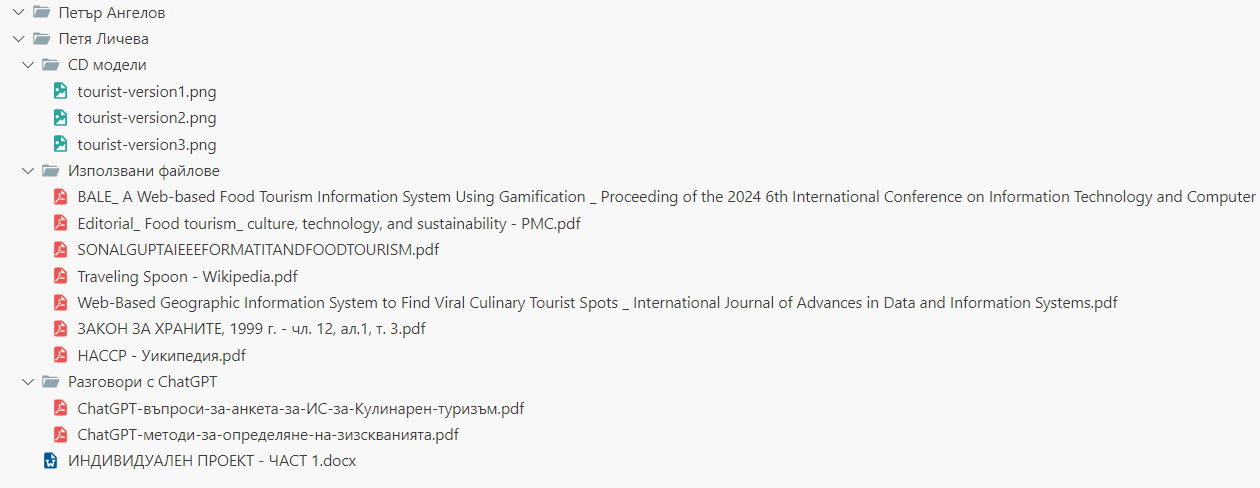 Петър Ангелов
Петя Личева
CD модели
tourist-version1.png
tourist-version2.png
tourist-version3.png
Използвани файлове
BALE_ A Web-based Food Tourism Information System Using Gamification _ Proceeding of the 2024 6th International Conference on Information Technology and Computer
Editorial_ Food tourism_ culture, technology, and sustainability - PMC.pdf
SONALGUPTAIEEEFORMATITANDFOODTOURISM.pdf
Traveling Spoon - Wikipedia.pdf
Web-Based Geographic Information System to Find Viral Culinary Tourist Spots _ International Journal of Advances in Data and Information Systems.pdf
ЗАКОН ЗА ХРАНИТЕ, 1999 г. - чл. 12, ал.1, т. 3.pdf
НАССР - Уикипедия.pdf
Разговори с ChatGPT
ChatGPT-въпроси-за-анкета-за-ИС-за-Кулинарен-туризъм.pdf
ChatGPT-методи-за-определяне-на-зизскванията.pdf
ИНДИВИДУАЛЕН ПРОЕКТ - ЧАСТ 1.docx